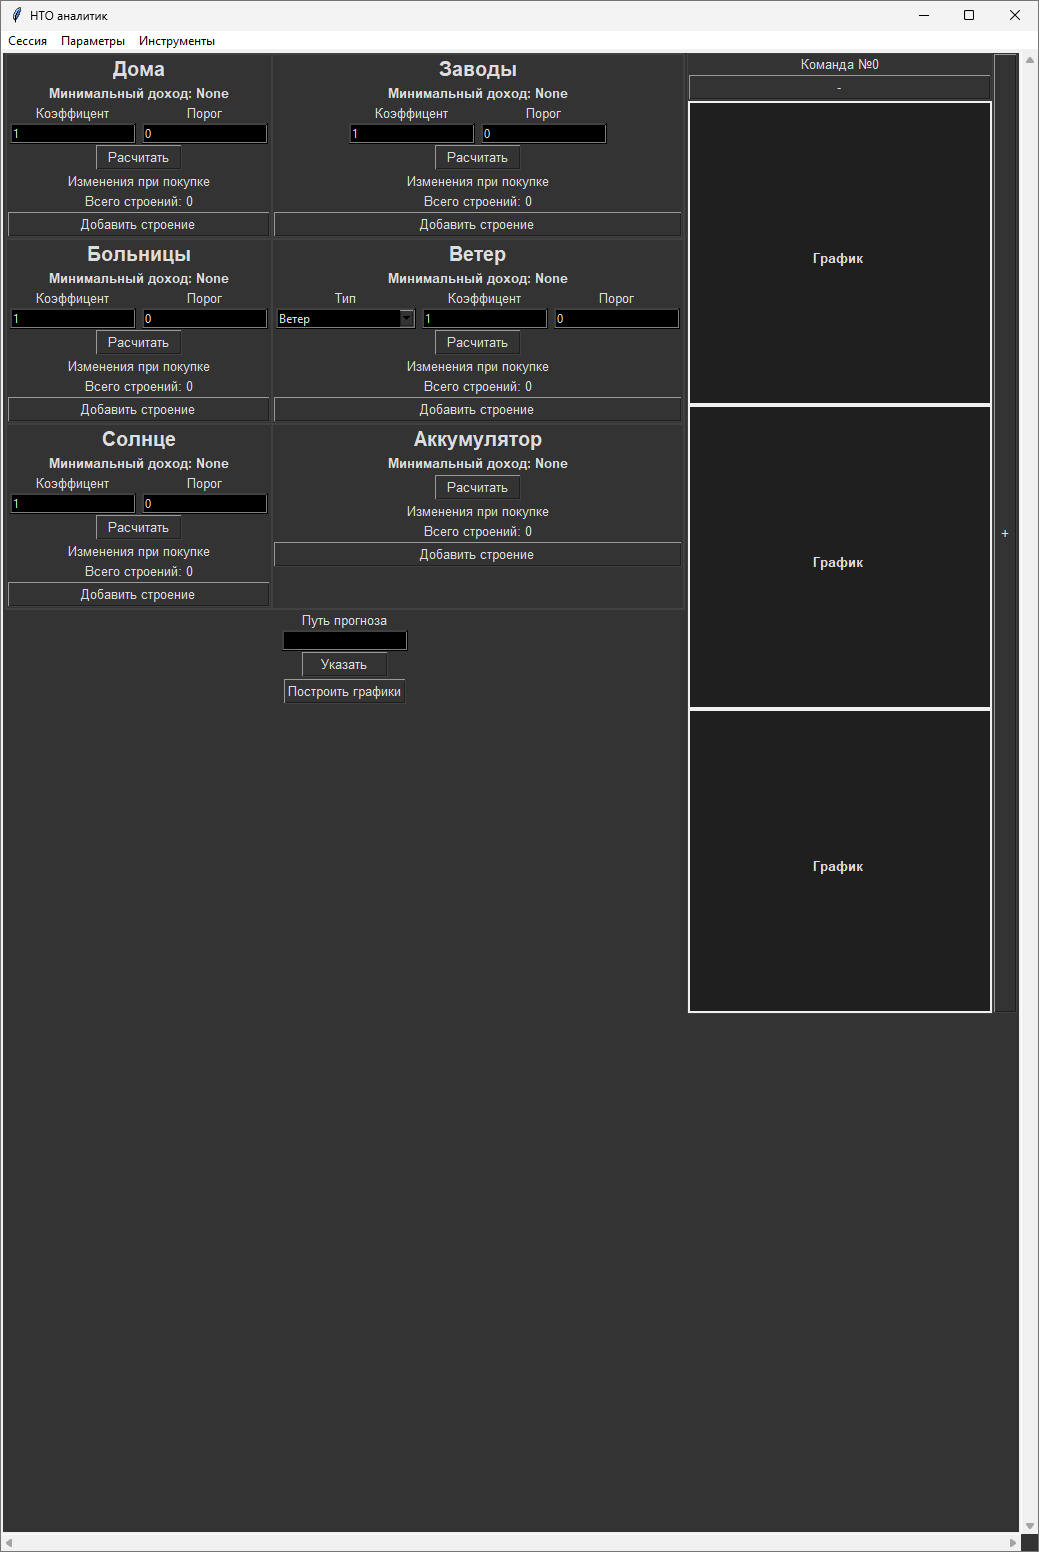 НТО аналитик
Сессия Параметры Инструменты
Дома
Минимальный доход: None
Коэффицент Порог
1 0
Расчитать
Изменения при покупке
Всего строений: 0
Добавить строение
Заводы
Минимальный доход: None
Коэффицент Порог
1 0
Расчитать
Изменения при покупке
Всего строений: 0
Добавить строение
Больницы
Минимальный доход: None
Коэффицент Порог
1 0
Расчитать
Изменения при покупке
Всего строений: 0
Добавить строение
Ветер
Минимальный доход: None
Тип Коэффицент Порог
Ветер 1 0
Расчитать
Изменения при покупке
Всего строений: 0
Добавить строение
Солнце
Минимальный доход: None
Коэффицент Порог
1 0
Расчитать
Изменения при покупке
Всего строений: 0
Добавить строение
Аккумулятор
Минимальный доход: None
Расчитать
Изменения при покупке
Всего строений: 0
Добавить строение
Путь прогноза
Указать
Построить графики
Команда №0
-
График
График
График
+